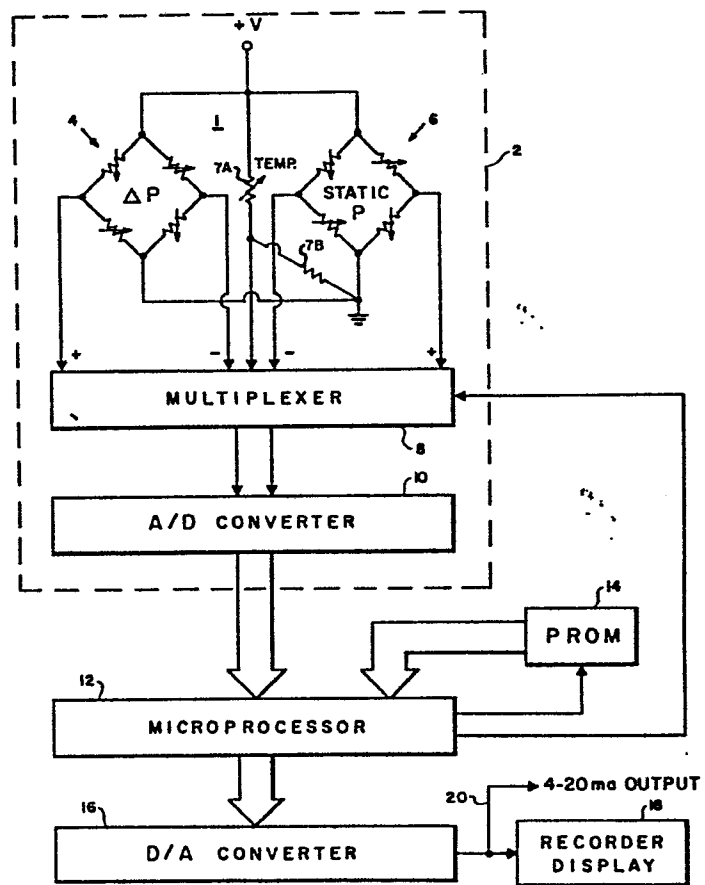 + V
4
1
6
2
7A
TEMP.
Δ P
STATIC
P
7B
+
-
-
+
MULTIPLEXER
8
10
A/D CONVERTER
14
PROM
12
MICROPROCESSOR
20
4-20ma OUTPUT
16
18
D/A CONVERTER
RECORDER
DISPLAY